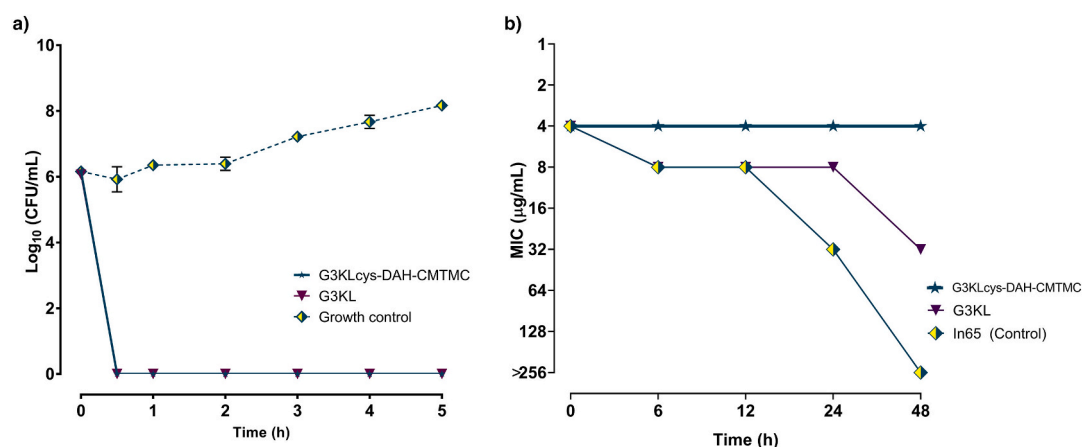 a)
Log10 (CFU/mL)
10
8
6
4
2
0
G3KLcys-DAH-CMTMC
G3KL
Growth control
0 1 2 3 4 5
Time (h)
b)
MIC (µg/mL)
1
2
4
8
16
32
64
128
>256
G3KLcys-DAH-CMTMC
G3KL
In65 (Control)
0 6 12 24 48
Time (h)